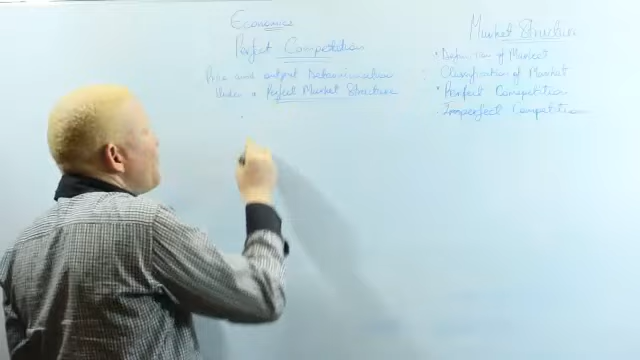 Economics
Perfect Competition
Price and output Determination
Under a Perfect Market Structure
Market Structure
Definition of Market
Classification of Market
Perfect Competition
Imperfect Competition